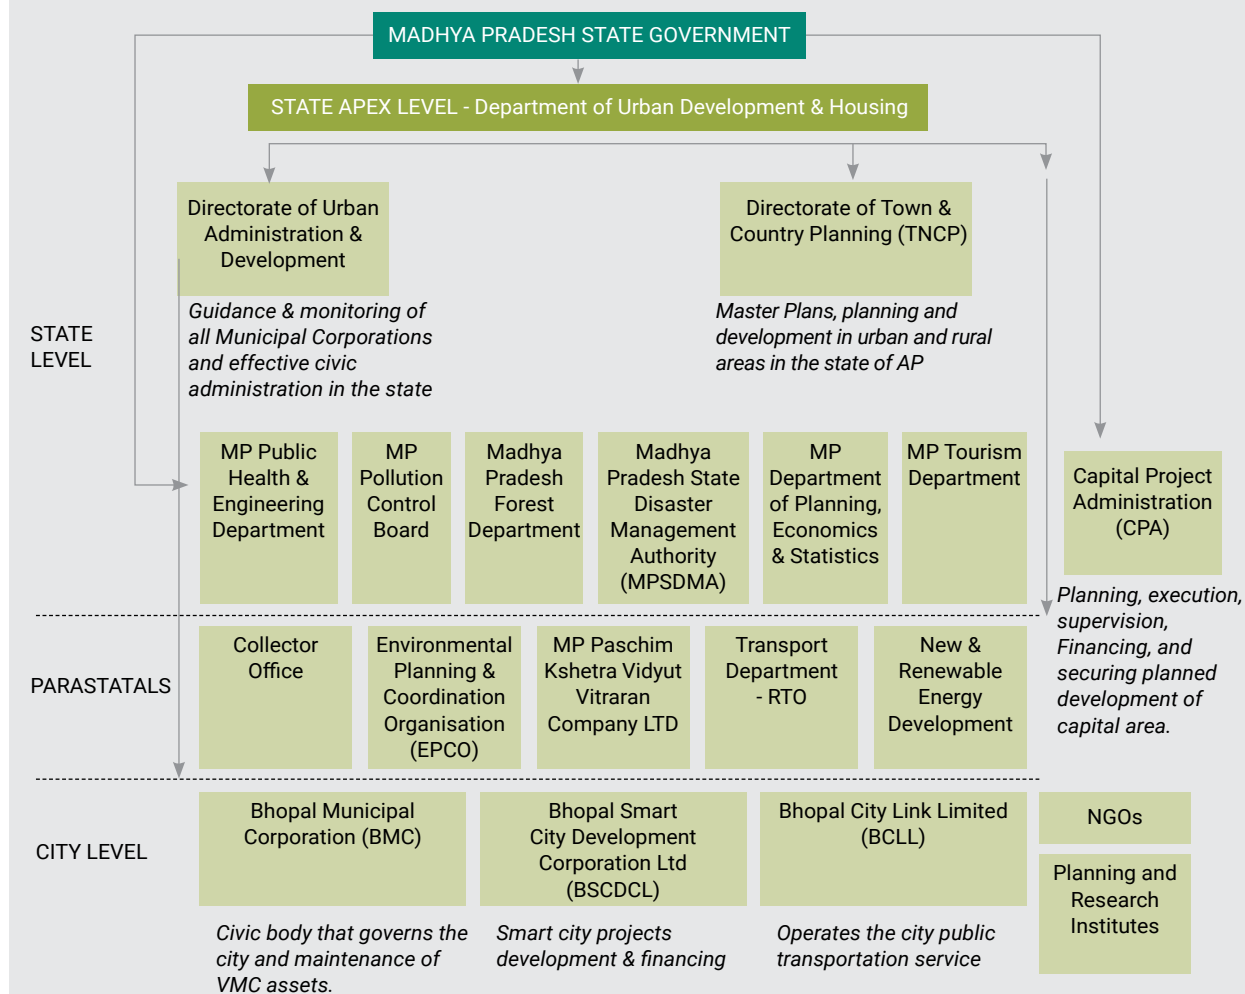 MADHYA PRADESH STATE GOVERNMENT
STATE APEX LEVEL - Department of Urban Development & Housing
Directorate of Urban
Administration &
Development
Directorate of Town &
Country Planning (TNCP)
Guidance & monitoring of
all Municipal Corporations
and effective civic
administration in the state
Master Plans, planning and
development in urban and rural
areas in the state of AP
STATE
LEVEL
MP Public
Health &
Engineering
Department
MP
Pollution
Control
Board
Madhya
Pradesh
Forest
Department
Madhya
Pradesh State
Disaster
Management
Authority
(MPSDMA)
MP
Department
of Planning,
Economics
& Statistics
MP Tourism
Department
Capital Project
Administration
(CPA)
Planning, execution,
supervision,
Financing, and
securing planned
development of
capital area.
PARASTATALS
Collector
Office
Environmental
Planning &
Coordination
Organisation
(EPCO)
MP Paschim
Kshetra Vidyut
Vitraran
Company LTD
Transport
Department
- RTO
New &
Renewable
Energy
Development
CITY LEVEL
Bhopal Municipal
Corporation (BMC)
Bhopal Smart
City Development
Corporation Ltd
(BSCDCL)
Bhopal City Link Limited
(BCLL)
NGOs
Planning and
Research
Institutes
Civic body that governs the
city and maintenance of
VMC assets.
Smart city projects
development & financing
Operates the city public
transportation service